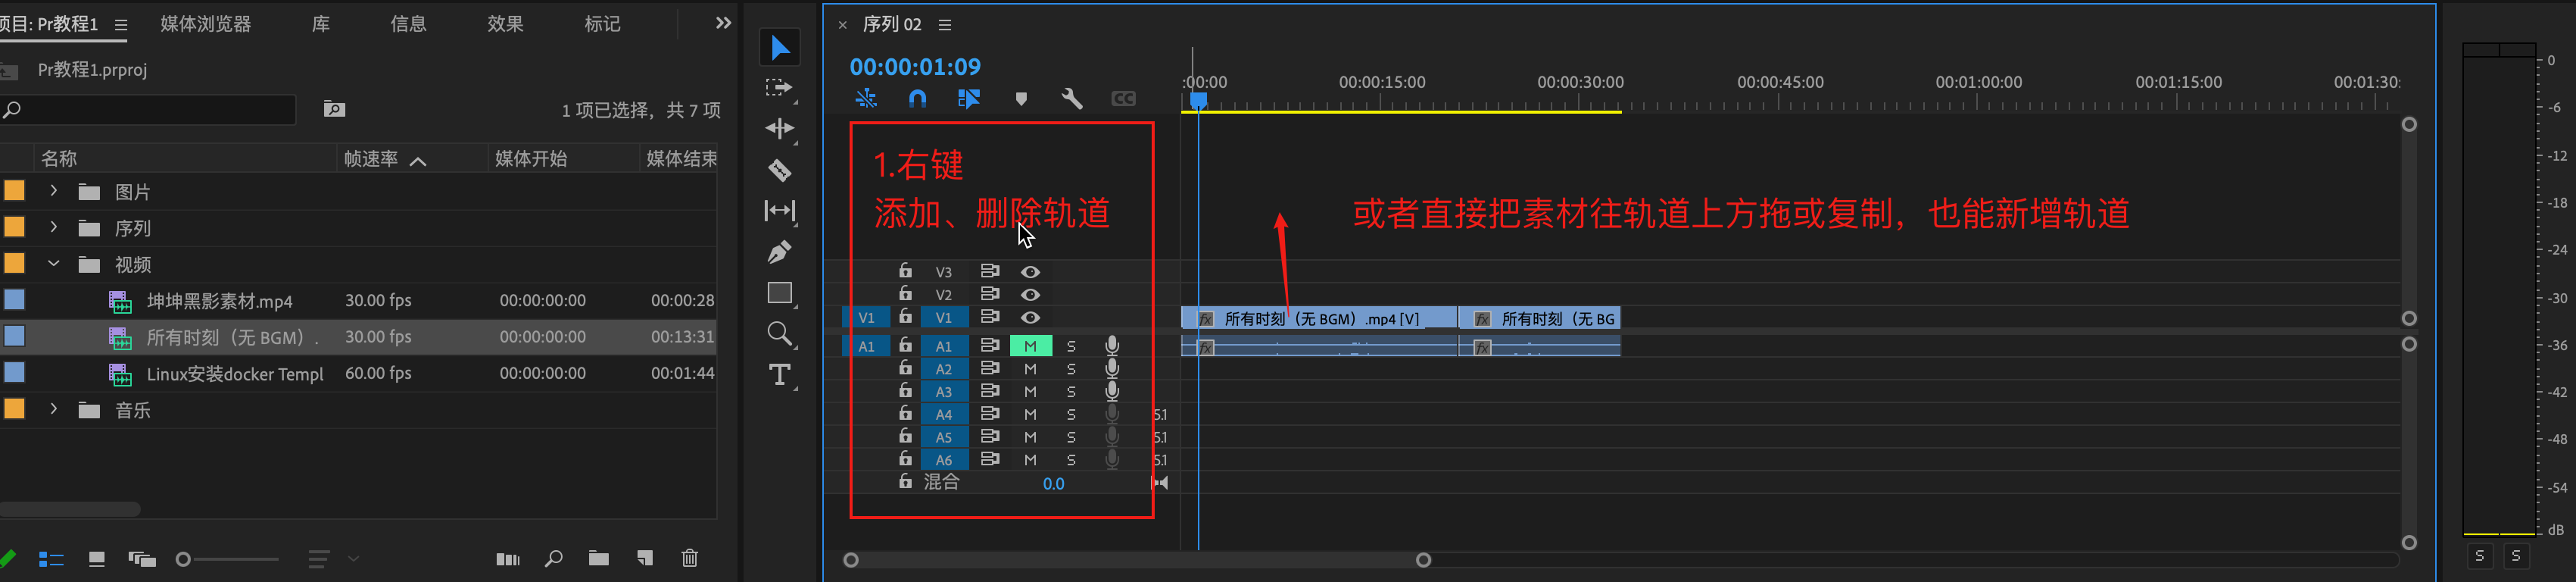 项目: Pr教程1
媒体浏览器
库
信息
效果
标记
Pr教程1.prproj
1 项已选择，共 7 项
名称
帧速率
媒体开始
媒体结束
图片
序列
视频
坤坤黑影素材.mp4 30.00 fps 00:00:00:00 00:00:28
所有时刻（无 BGM）. 30.00 fps 00:00:00:00 00:13:31
Linux安装docker Templ 60.00 fps 00:00:00:00 00:01:44
音乐
T
× 序列 02
00:00:01:09
CC
:00:00 00:00:15:00 00:00:30:00 00:00:45:00 00:01:00:00 00:01:15:00 00:01:30:
1.右键
添加、删除轨道
或者直接把素材往轨道上方拖或复制，也能新增轨道
V3
V2
V1 V1
fx 所有时刻（无 BGM）.mp4 [V]
fx 所有时刻（无 BG
A1 A1 M S
fx
fx
A2 M S
A3 M S
A4 M S 5.1
A5 M S 5.1
A6 M S 5.1
混合 0.0
0
-6
-12
-18
-24
-30
-36
-42
-48
-54
dB
S S